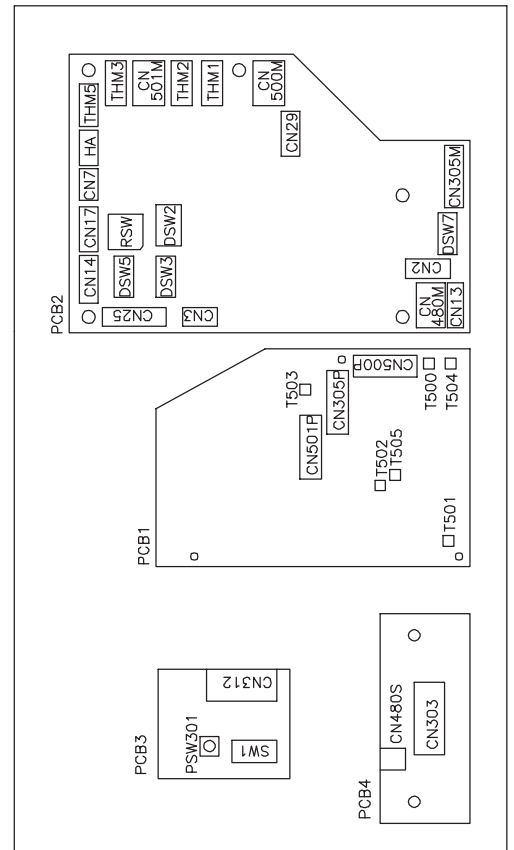 THM5
THM3
CN
501M
THM2
THM1
CN
500M
HA
CN29
CN7
CN305M
CN17
RSW
DSW2
DSW7
CN14
DSW5
DSW3
CN2
PCB2
CN25
CN3
CN
480M
CN13
T503
CN305P
CN500P
T500
T504
CN501P
T502
T505
T501
PCB1
CN312
PSW301
SW1
PCB3
CN480S
CN303
PCB4